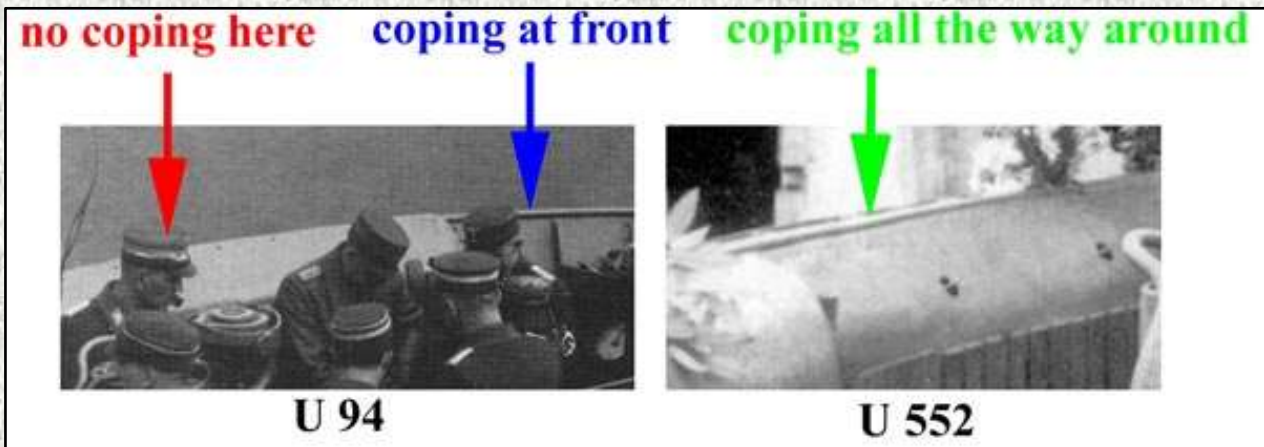 no coping here coping at front coping all the way around
U 94 U 552